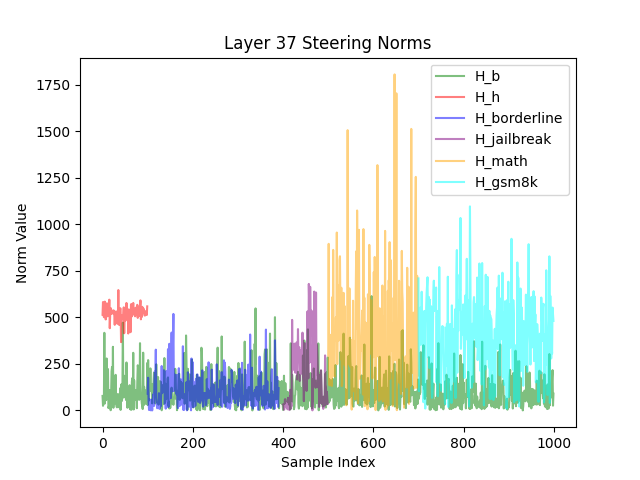 Layer 37 Steering Norms
H_b
H_h
H_borderline
H_jailbreak
H_math
H_gsm8k
Norm Value
1750
1500
1250
1000
750
500
250
0
0 200 400 600 800 1000
Sample Index